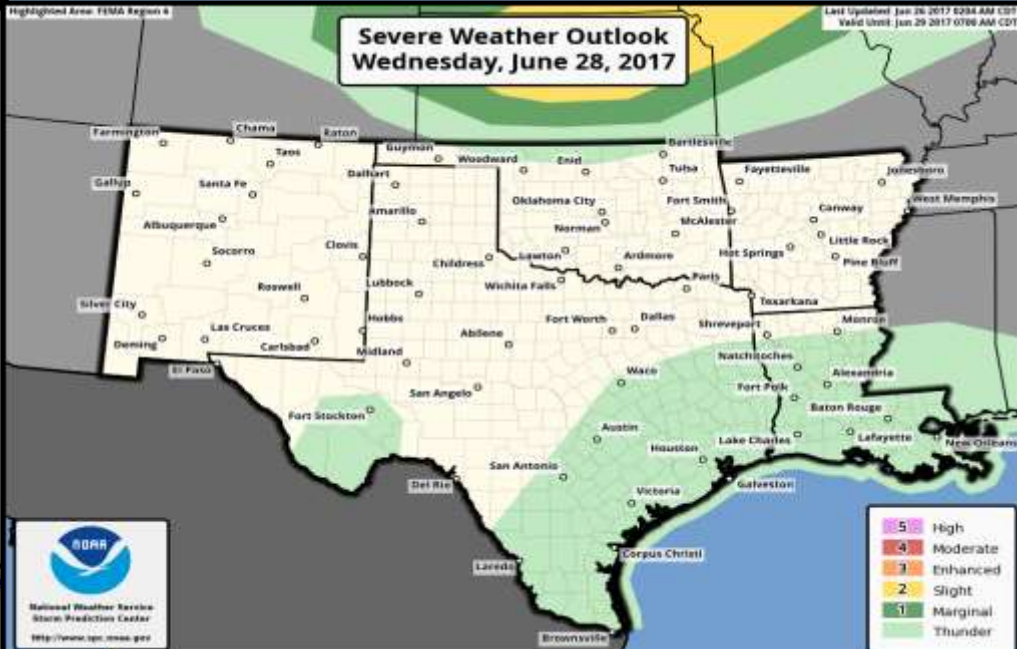 Highlighted Area: FEMA Region 6
Last Updated: Jun 26 2017 0204 AM CDT
Valid Until: Jun 29 2017 0700 AM CDT
Severe Weather Outlook
Wednesday, June 28, 2017
Farmington
Chama
Raton
Taos
Guymon
Woodward
Enid
Bartlesville
Gallup
Santa Fe
Dalhart
Tulsa
Fayetteville
Jonesboro
Albuquerque
Amarillo
Oklahoma City
Fort Smith
Conway
West Memphis
Norman
McAlester
Little Rock
Socorro
Clovis
Childress
Lawton
Ardmore
Hot Springs
Pine Bluff
Roswell
Lubbock
Wichita Falls
Paris
Texarkana
Silver City
Las Cruces
Hobbs
Abilene
Fort Worth
Dallas
Shreveport
Monroe
Deming
Carlsbad
Midland
Natchitoches
El Paso
Waco
Alexandria
San Angelo
Fort Polk
Fort Stockton
Baton Rouge
Austin
Houston
Lake Charles
Lafayette
New Orleans
San Antonio
Del Rio
Galveston
Victoria
Corpus Christi
Laredo
Brownsville
NOAA
National Weather Service
Storm Prediction Center
http://www.spc.noaa.gov
5 High
4 Moderate
3 Enhanced
2 Slight
1 Marginal
Thunder